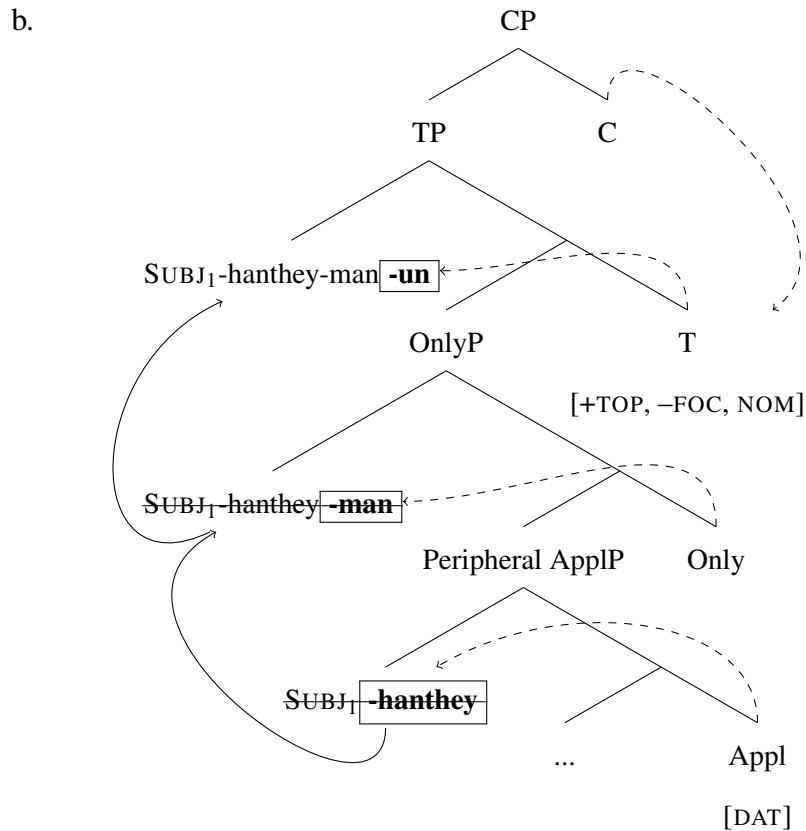 b.
CP
TP C
SUBJ1-hanthey-man -un
OnlyP T
[+TOP, –FOC, NOM]
SUBJ1-hanthey -man
Peripheral ApplP Only
SUBJ1 -hanthey
... Appl
[DAT]